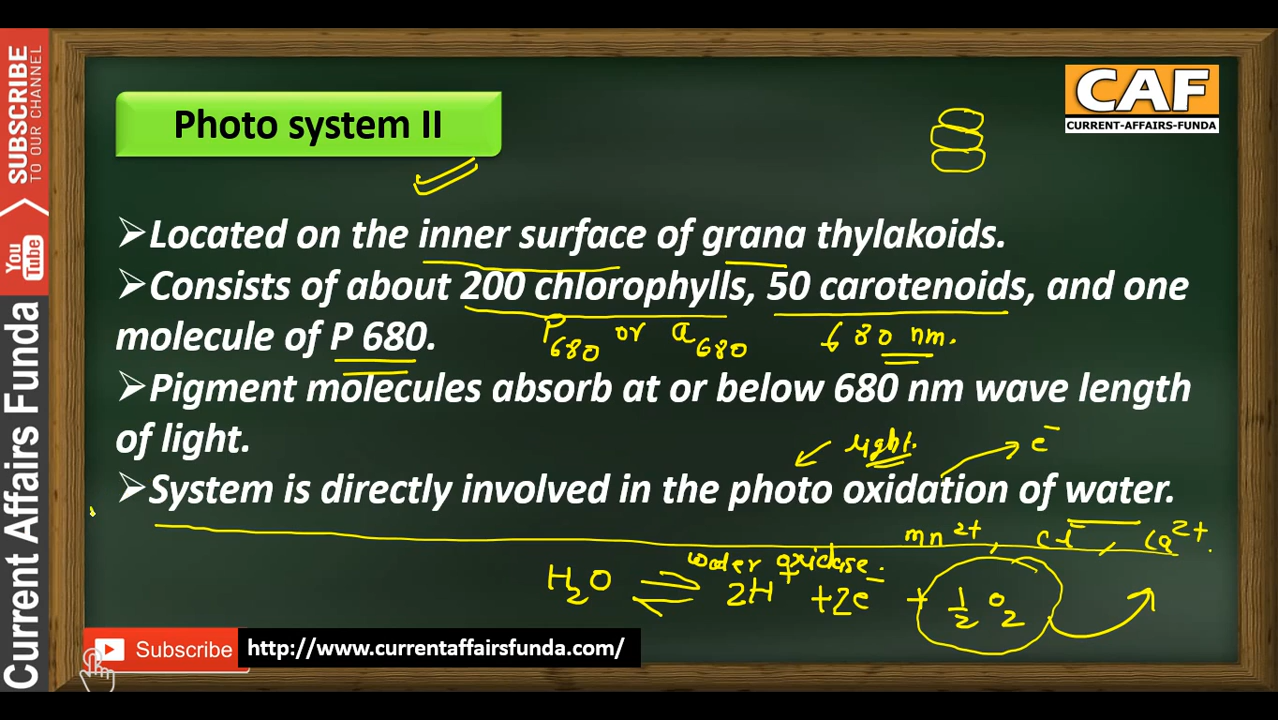 SUBSCRIBE
TO OUR CHANNEL
You Tube
Current Affairs Funda
CAF
CURRENT-AFFAIRS-FUNDA
Photo system II
➢Located on the inner surface of grana thylakoids.
➢Consists of about 200 chlorophylls, 50 carotenoids, and one
molecule of P 680.
P680 or a680
680 nm.
➢Pigment molecules absorb at or below 680 nm wave length
of light.
light. e⁻
➢System is directly involved in the photo oxidation of water.
mn²⁺, cl⁻, ca²⁺.
water oxidase.
H₂O ⇌ 2H⁺ + 2e⁻ + 1/2 O₂
Subscribe
http://www.currentaffairsfunda.com/